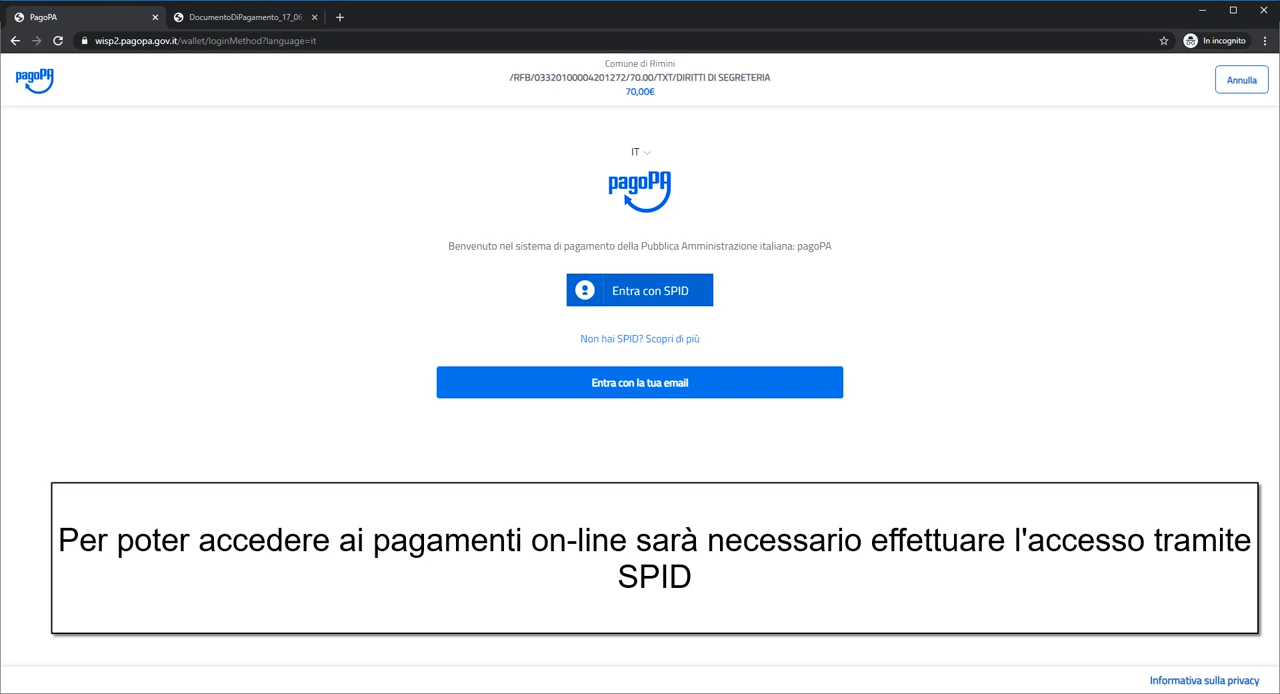 PagoPA
DocumentoDiPagamento_17_06_
wisp2.pagopa.gov.it/wallet/loginMethod?language=it
In incognito
pagoPA
Comune di Rimini
/RFB/03320100004201272/70.00/TXT/DIRITTI DI SEGRETERIA
70,00€
Annulla
IT
pagoPA
Benvenuto nel sistema di pagamento della Pubblica Amministrazione italiana: pagoPA
Entra con SPID
Non hai SPID? Scopri di più
Entra con la tua email
Per poter accedere ai pagamenti on-line sarà necessario effettuare l'accesso tramite
SPID
Informativa sulla privacy